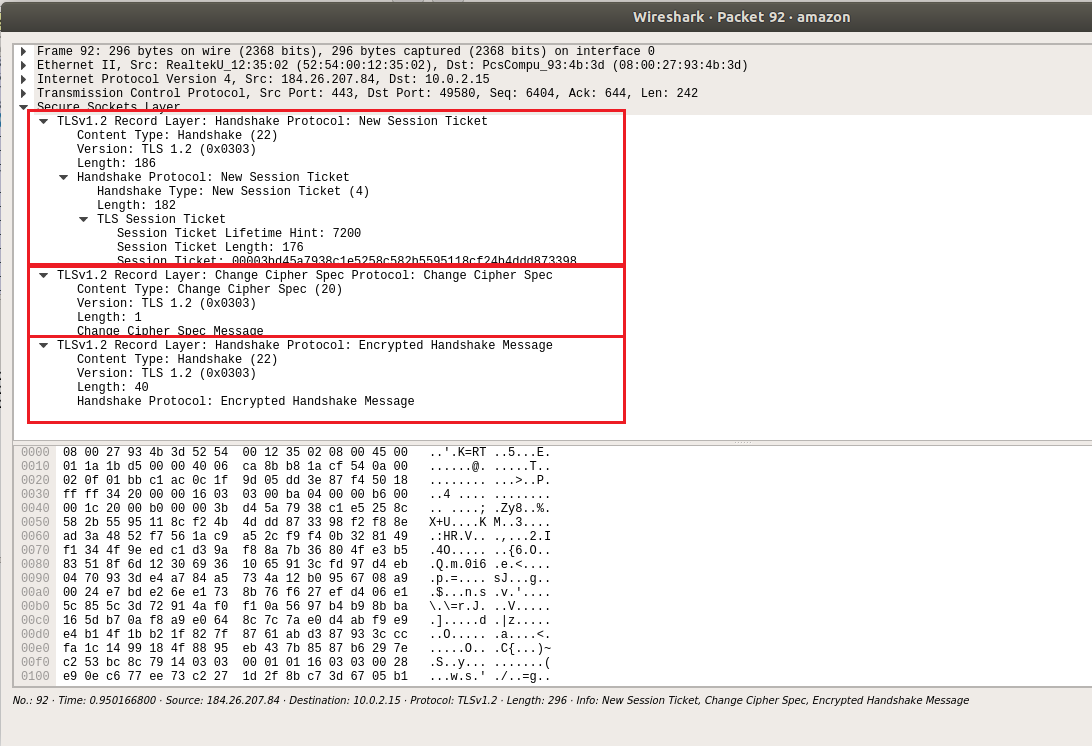 Wireshark · Packet 92 · amazon
Frame 92: 296 bytes on wire (2368 bits), 296 bytes captured (2368 bits) on interface 0
Ethernet II, Src: RealtekU_12:35:02 (52:54:00:12:35:02), Dst: PcsCompu_93:4b:3d (08:00:27:93:4b:3d)
Internet Protocol Version 4, Src: 184.26.207.84, Dst: 10.0.2.15
Transmission Control Protocol, Src Port: 443, Dst Port: 49580, Seq: 6404, Ack: 644, Len: 242
Secure Sockets Layer
TLSv1.2 Record Layer: Handshake Protocol: New Session Ticket
Content Type: Handshake (22)
Version: TLS 1.2 (0x0303)
Length: 186
Handshake Protocol: New Session Ticket
Handshake Type: New Session Ticket (4)
Length: 182
TLS Session Ticket
Session Ticket Lifetime Hint: 7200
Session Ticket Length: 176
Session Ticket: 00003bd45a7938c1e5258c582b5595118cf24b4ddd873398...
TLSv1.2 Record Layer: Change Cipher Spec Protocol: Change Cipher Spec
Content Type: Change Cipher Spec (20)
Version: TLS 1.2 (0x0303)
Length: 1
Change Cipher Spec Message
TLSv1.2 Record Layer: Handshake Protocol: Encrypted Handshake Message
Content Type: Handshake (22)
Version: TLS 1.2 (0x0303)
Length: 40
Handshake Protocol: Encrypted Handshake Message
0000 08 00 27 93 4b 3d 52 54 00 12 35 02 08 00 45 00 ..'.K=RT ..5...E.
0010 01 1a 1b d5 00 00 40 06 ca 8b b8 1a cf 54 0a 00 ......@. .....T..
0020 02 0f 01 bb c1 ac 0c 1f 9d 05 dd 3e 87 f4 50 18 ........ ...>..P.
0030 ff ff 34 20 00 00 16 03 03 00 ba 04 00 00 b6 00 ..4 .... ........
0040 00 1c 20 00 b0 00 00 3b d4 5a 79 38 c1 e5 25 8c .. ....; .Zy8..%.
0050 58 2b 55 95 11 8c f2 4b 4d dd 87 33 98 f2 f8 8e X+U....K M..3....
0060 ad 3a 48 52 f7 56 1a c9 a5 2c f9 f4 0b 32 81 49 .:HR.V.. .,...2.I
0070 f1 34 4f 9e ed c1 d3 9a f8 8a 7b 36 80 4f e3 b5 .4O..... ..{6.O..
0080 83 51 8f 6d 12 30 69 36 10 65 91 3c fd 97 d4 eb .Q.m.0i6 .e.<....
0090 04 70 93 3d e4 a7 84 a5 73 4a 12 b0 95 67 08 a9 .p.=.... sJ...g..
00a0 00 24 e7 bd e2 6e e1 73 8b 76 f6 27 ef d4 06 e1 .$...n.s .v.'....
00b0 5c 85 5c 3d 72 91 4a f0 f1 0a 56 97 b4 b9 8b ba \.\=r.J. ..V.....
00c0 16 5d b7 0a f8 a9 e0 64 8c 7c 7a e0 d4 ab f9 e9 .].....d .|z.....
00d0 e4 b1 4f 1b b2 1f 82 7f 87 61 ab d3 87 93 3c cc ..O..... .a....<.
00e0 fa 1c 14 99 18 4f 88 95 eb 43 7b 85 87 b6 29 7e .....O.. .C{...)~
00f0 c2 53 bc 8c 79 14 03 03 00 01 01 16 03 03 00 28 .S..y... .......(
0100 e9 0e c6 77 ee 73 c2 27 1d 2f 8b c7 3d 67 05 b1 ...w.s.' ./..=g..
No.: 92 · Time: 0.950166800 · Source: 184.26.207.84 · Destination: 10.0.2.15 · Protocol: TLSv1.2 · Length: 296 · Info: New Session Ticket, Change Cipher Spec, Encrypted Handshake Message